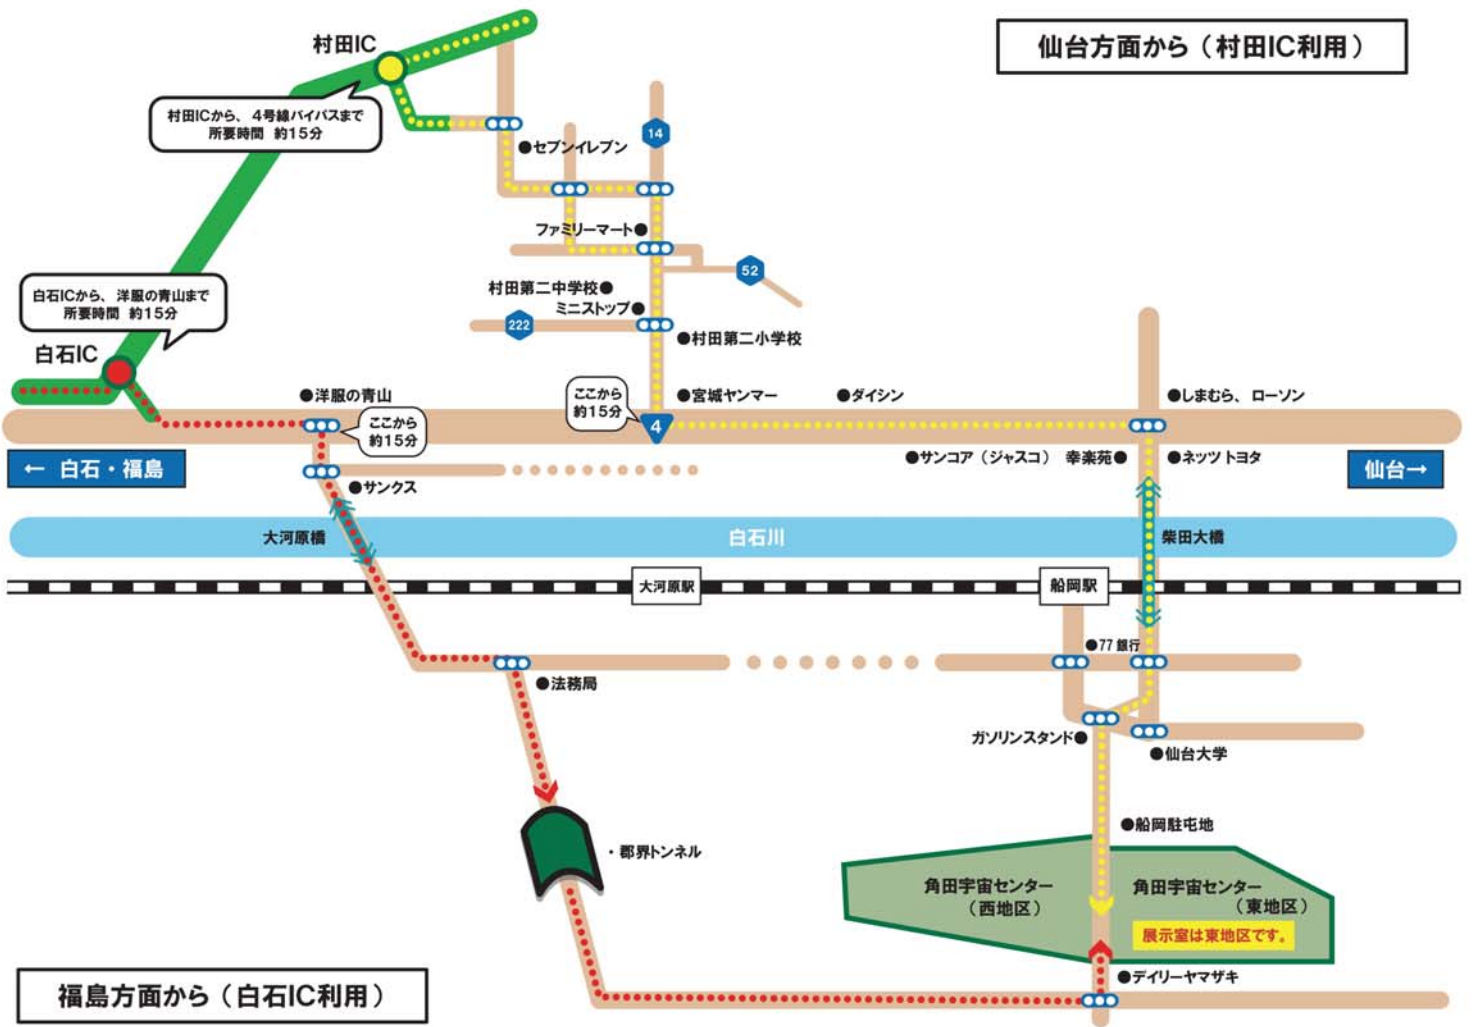 仙台方面から（村田IC利用）
村田IC
村田ICから、4号線バイパスまで
所要時間 約15分
14
●セブンイレブン
ファミリーマート●
52
村田第二中学校●
ミニストップ●
222
●村田第二小学校
白石ICから、洋服の青山まで
所要時間 約15分
白石IC
●洋服の青山
ここから
約15分
ここから
約15分
4
●宮城ヤンマー
●ダイシン
●しまむら、ローソン
← 白石・福島
●サンコア（ジャスコ） 幸楽苑●
●ネッツトヨタ
仙台→
●サンクス
大河原橋
白石川
柴田大橋
大河原駅
船岡駅
●77銀行
●法務局
ガソリンスタンド●
●仙台大学
●船岡駐屯地
・郡界トンネル
角田宇宙センター
（西地区）
角田宇宙センター
（東地区）
展示室は東地区です。
●デイリーヤマザキ
福島方面から（白石IC利用）